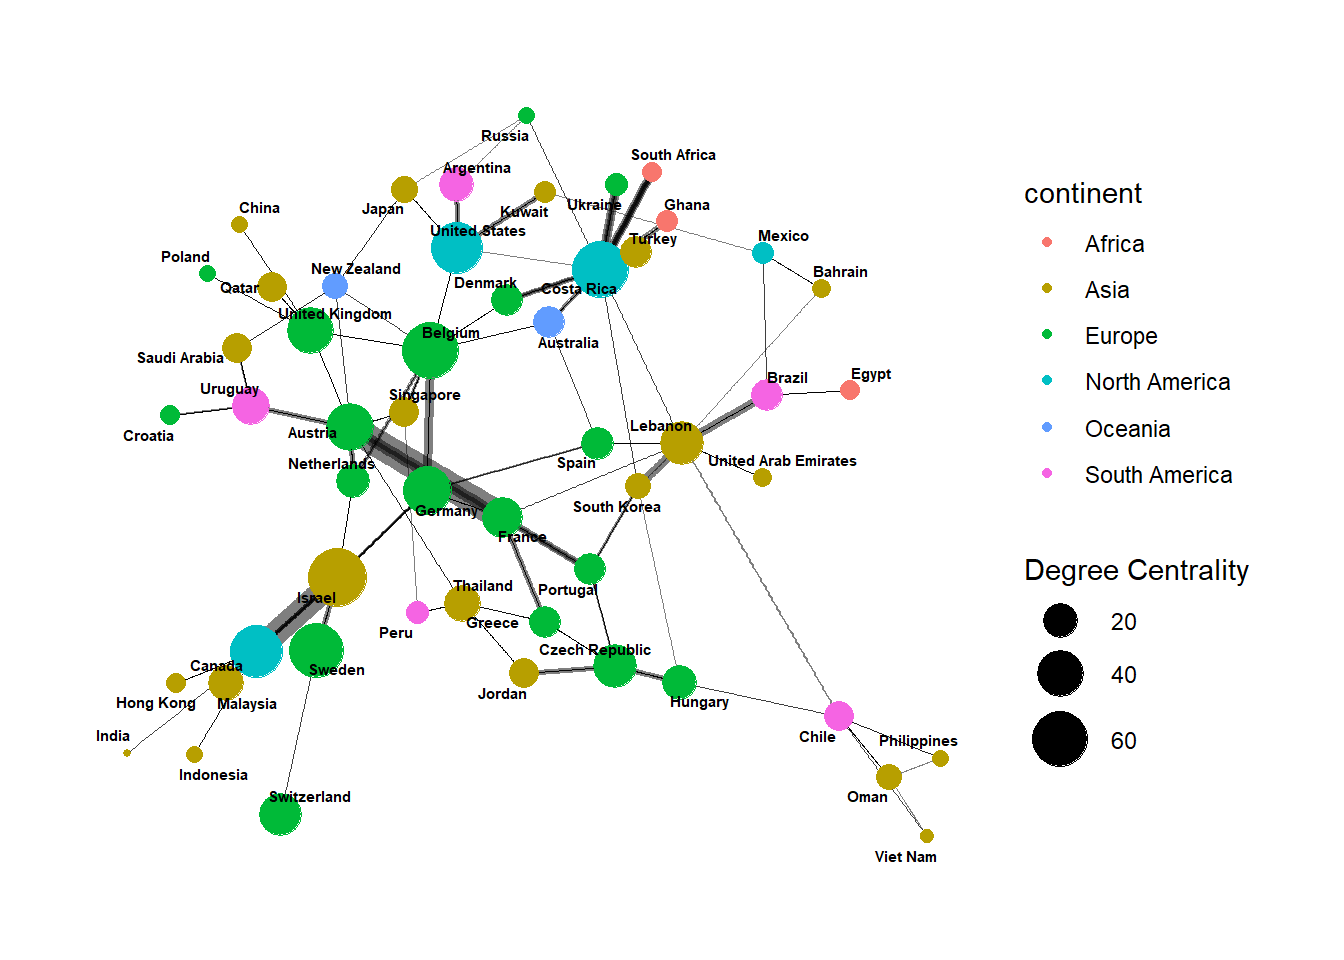 Russia
South Africa
Argentina
Japan
Kuwait
Ukraine
Ghana
China
United States
Turkey
Mexico
Poland
New Zealand
Bahrain
Qatar
Denmark
Costa Rica
United Kingdom
Belgium
Australia
Saudi Arabia
Uruguay
Singapore
Brazil
Egypt
Croatia
Austria
Lebanon
Netherlands
Spain
United Arab Emirates
Germany
South Korea
France
Israel
Thailand
Portugal
Peru
Greece
Czech Republic
Canada
Sweden
Jordan
Hong Kong
Malaysia
Hungary
India
Chile
Philippines
Indonesia
Switzerland
Oman
Viet Nam
continent
Africa
Asia
Europe
North America
Oceania
South America
Degree Centrality
20
40
60